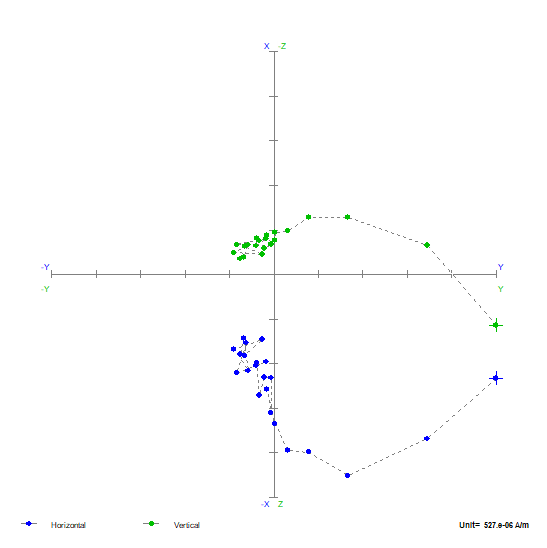 X -Z
-Y Y
-Y Y
-X Z
Horizontal Vertical Unit= 527.e-06 A/m